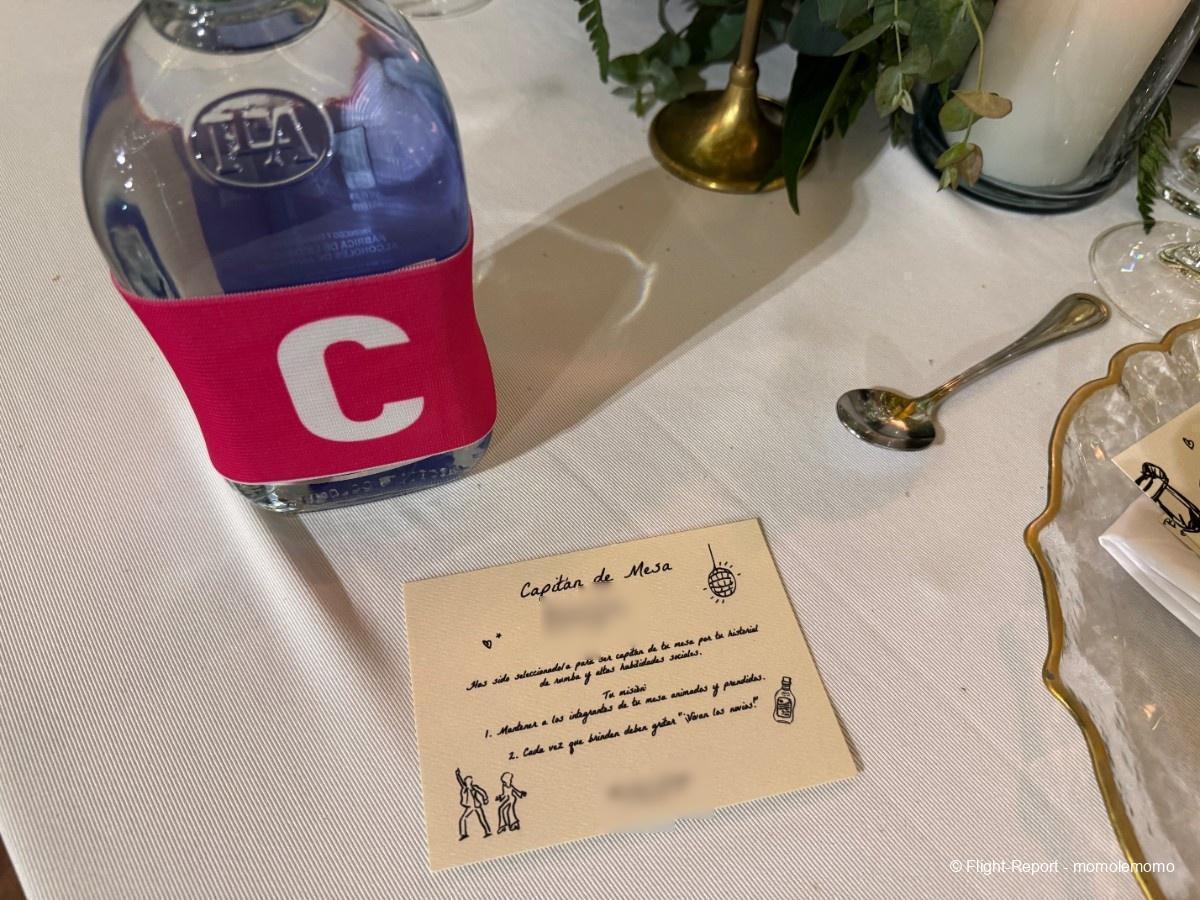 FLA
C
Capitán de Mesa
Has sido seleccionado/a para ser capitán de tu mesa por tu historial
de rumba y altas habilidades sociales.
Tu misión:
1. Mantener a los integrantes de tu mesa animados y prendidos.
2. Cada vez que brinden deben gritar "¡Vivan los novios!"
© Flight-Report - momolemomo